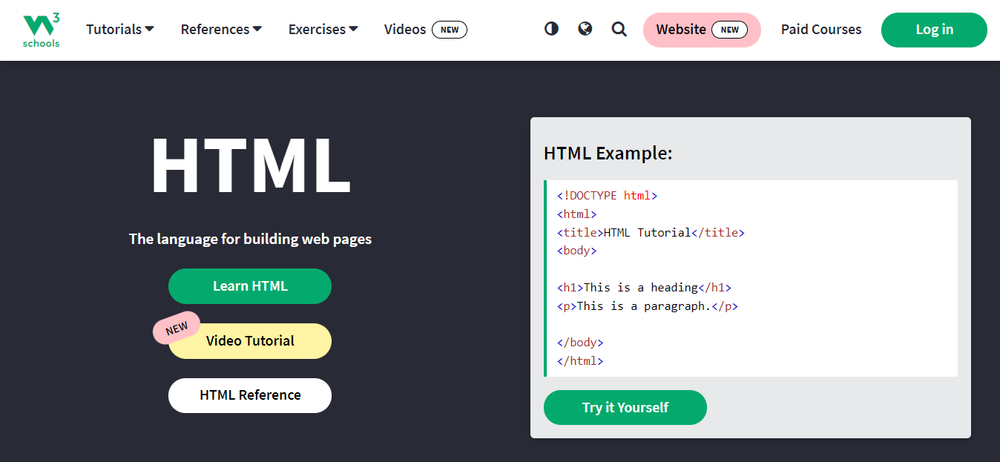 3
schools
Tutorials References Exercises Videos NEW Website NEW Paid Courses Log in
HTML
The language for building web pages
Learn HTML
NEW
Video Tutorial
HTML Reference
HTML Example:
<!DOCTYPE html>
<html>
<title>HTML Tutorial</title>
<body>
<h1>This is a heading</h1>
<p>This is a paragraph.</p>
</body>
</html>
Try it Yourself